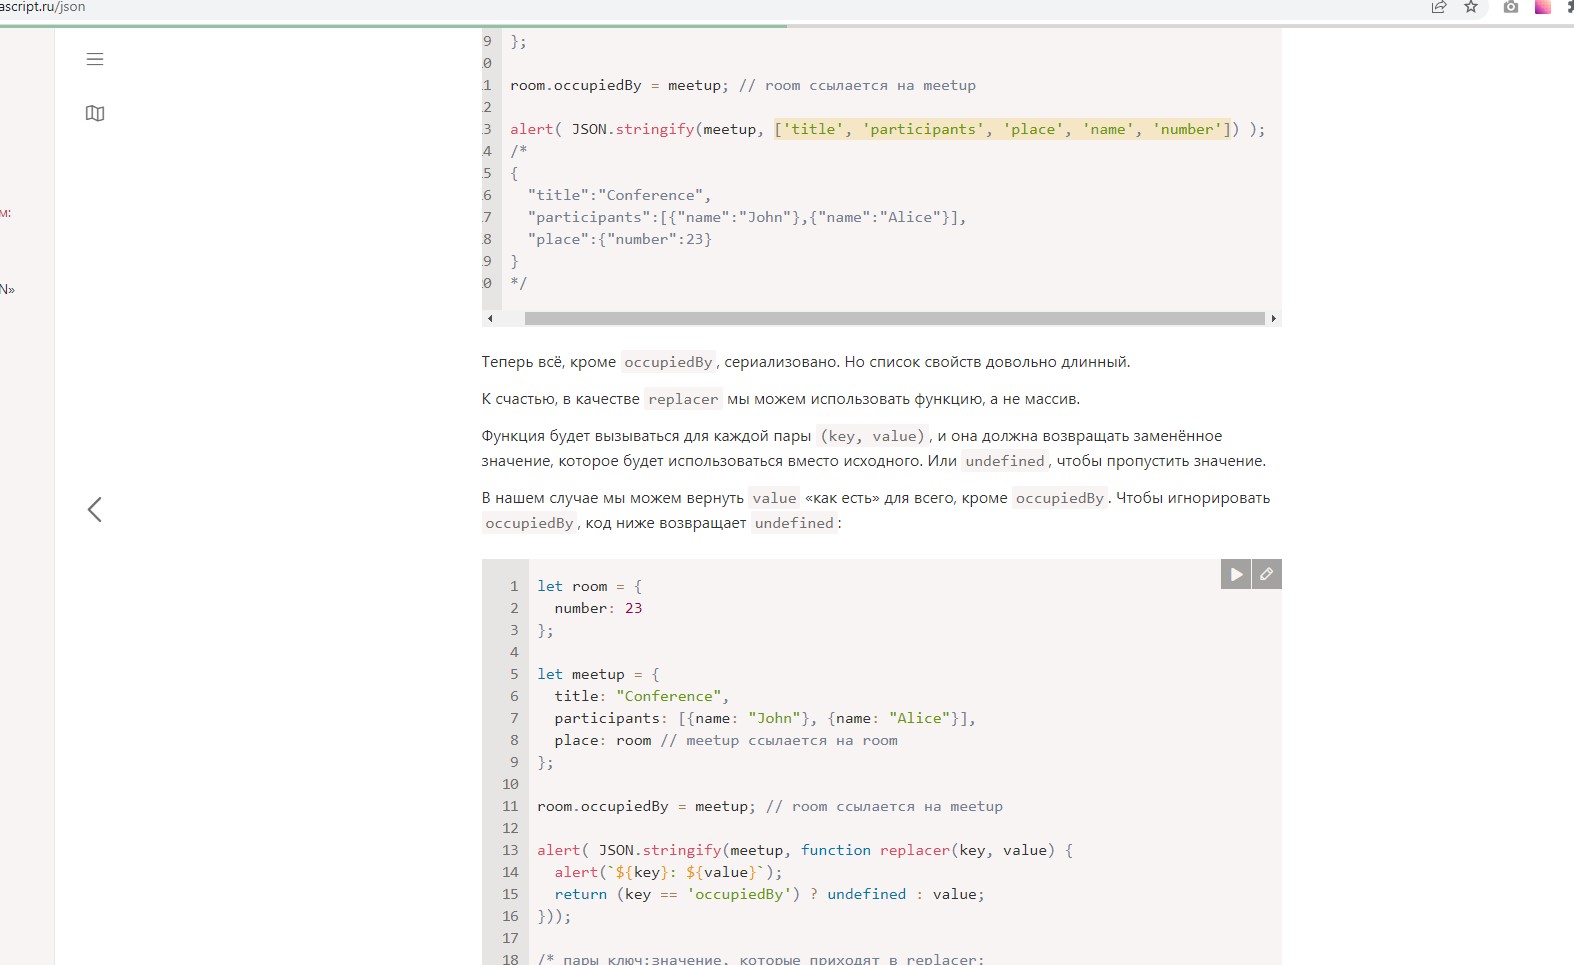 ascript.ru/json
м:
N»
9 };
0
1 room.occupiedBy = meetup; // room ссылается на meetup
2
3 alert( JSON.stringify(meetup, ['title', 'participants', 'place', 'name', 'number']) );
4 /*
5 {
6   "title":"Conference",
7   "participants":[{"name":"John"},{"name":"Alice"}],
8   "place":{"number":23}
9 }
0 */
Теперь всё, кроме occupiedBy, сериализовано. Но список свойств довольно длинный.
К счастью, в качестве replacer мы можем использовать функцию, а не массив.
Функция будет вызываться для каждой пары (key, value), и она должна возвращать заменённое
значение, которое будет использоваться вместо исходного. Или undefined, чтобы пропустить значение.
В нашем случае мы можем вернуть value «как есть» для всего, кроме occupiedBy. Чтобы игнорировать
occupiedBy, код ниже возвращает undefined:
1 let room = {
2   number: 23
3 };
4
5 let meetup = {
6   title: "Conference",
7   participants: [{name: "John"}, {name: "Alice"}],
8   place: room // meetup ссылается на room
9 };
10
11 room.occupiedBy = meetup; // room ссылается на meetup
12
13 alert( JSON.stringify(meetup, function replacer(key, value) {
14   alert(`${key}: ${value}`);
15   return (key == 'occupiedBy') ? undefined : value;
16 }));
17
18 /* пары ключ:значение, которые приходят в replacer: